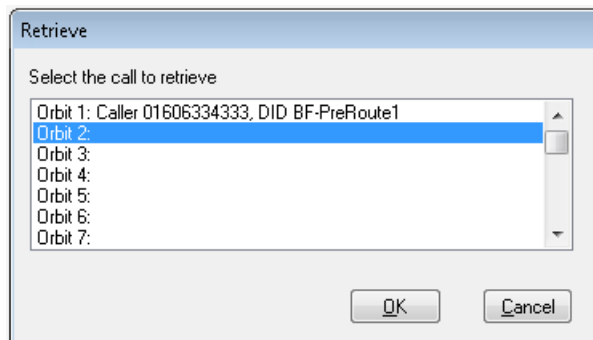 Retrieve
Select the call to retrieve
Orbit 1: Caller 01606334333, DID BF-PreRoute1
Orbit 2:
Orbit 3:
Orbit 4:
Orbit 5:
Orbit 6:
Orbit 7:
OK Cancel